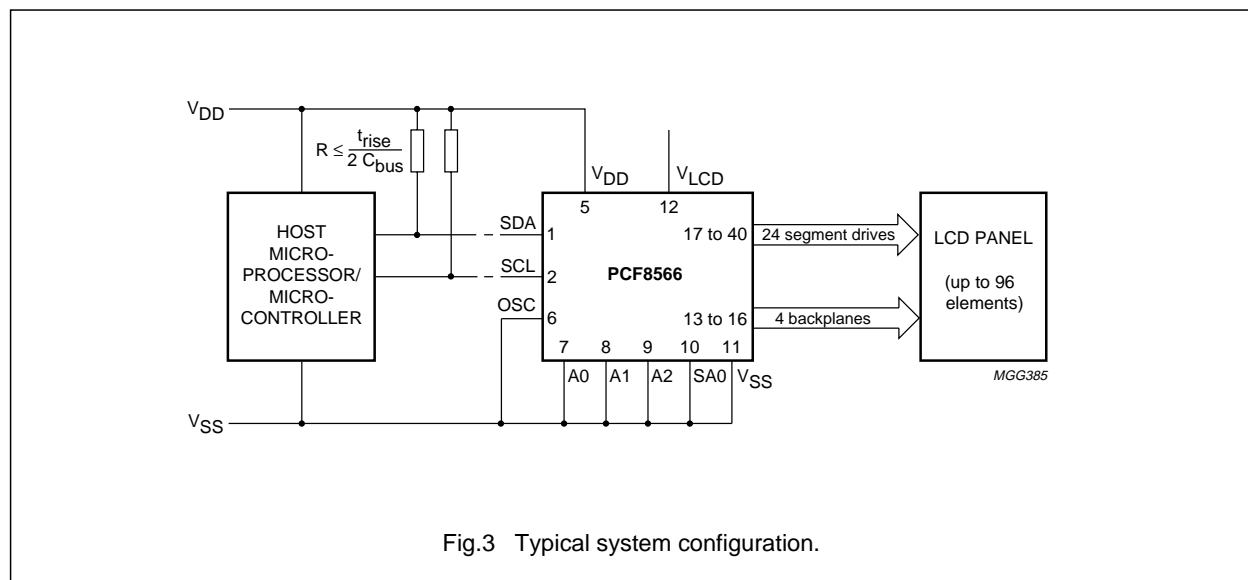 VDD
R ≤ trise
2 Cbus
VDD
VLCD
5
12
HOST
MICRO-
PROCESSOR/
MICRO-
CONTROLLER
SDA
1
SCL
2
OSC
6
PCF8566
17 to 40
24 segment drives
13 to 16
4 backplanes
LCD PANEL
(up to 96
elements)
7 8 9 10 11
A0 A1 A2 SA0 VSS
MGG385
VSS
Fig.3 Typical system configuration.